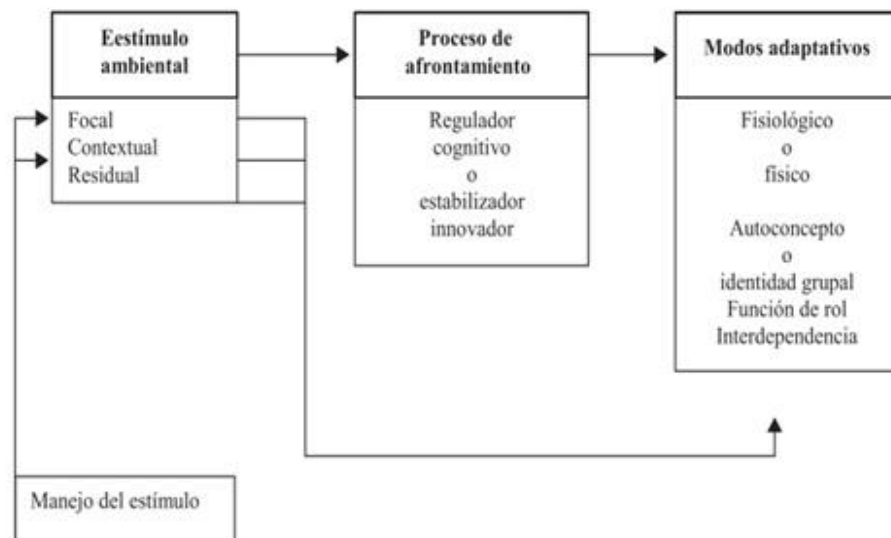 Eestímulo
ambiental
Focal
Contextual
Residual
Proceso de
afrontamiento
Regulador
cognitivo
o
estabilizador
innovador
Modos adaptativos
Fisiológico
o
físico
Autoconcepto
o
identidad grupal
Función de rol
Interdependencia
Manejo del estímulo